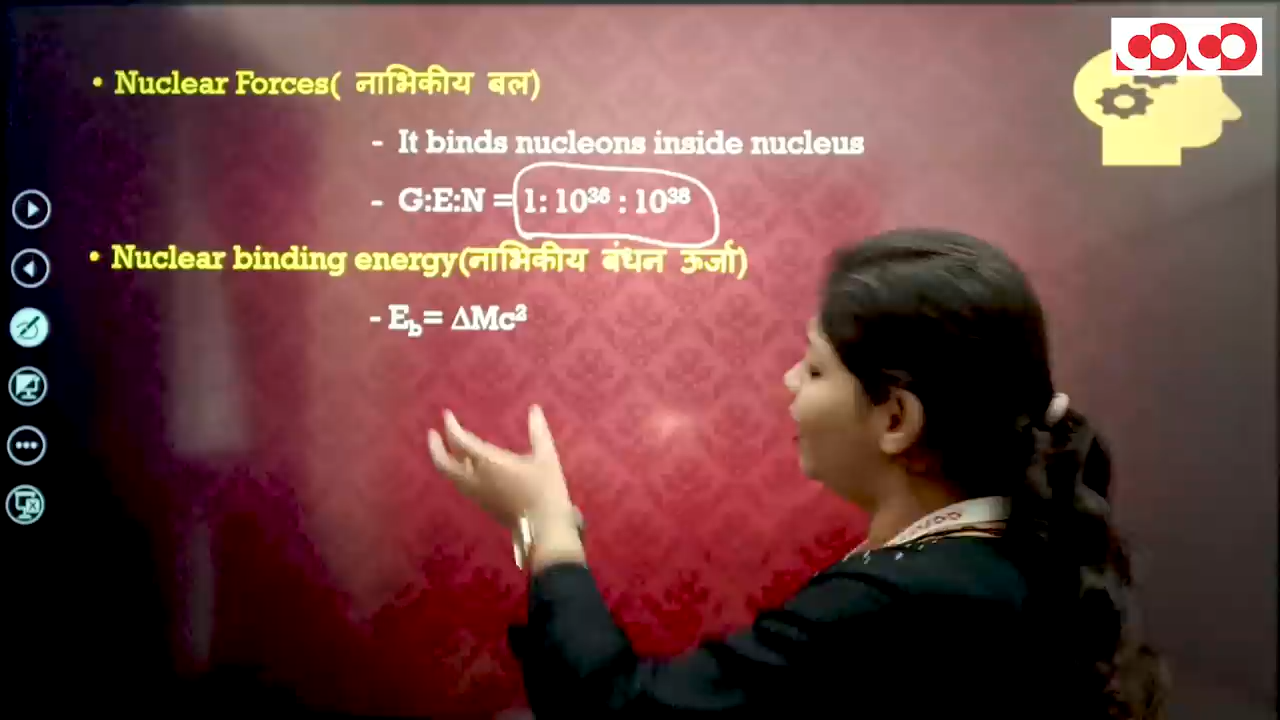 • Nuclear Forces( नाभिकीय बल)
- It binds nucleons inside nucleus
- G:E:N = 1: 10³⁶ : 10³⁸
• Nuclear binding energy(नाभिकीय बंधन ऊर्जा)
- E_b= ΔMc²